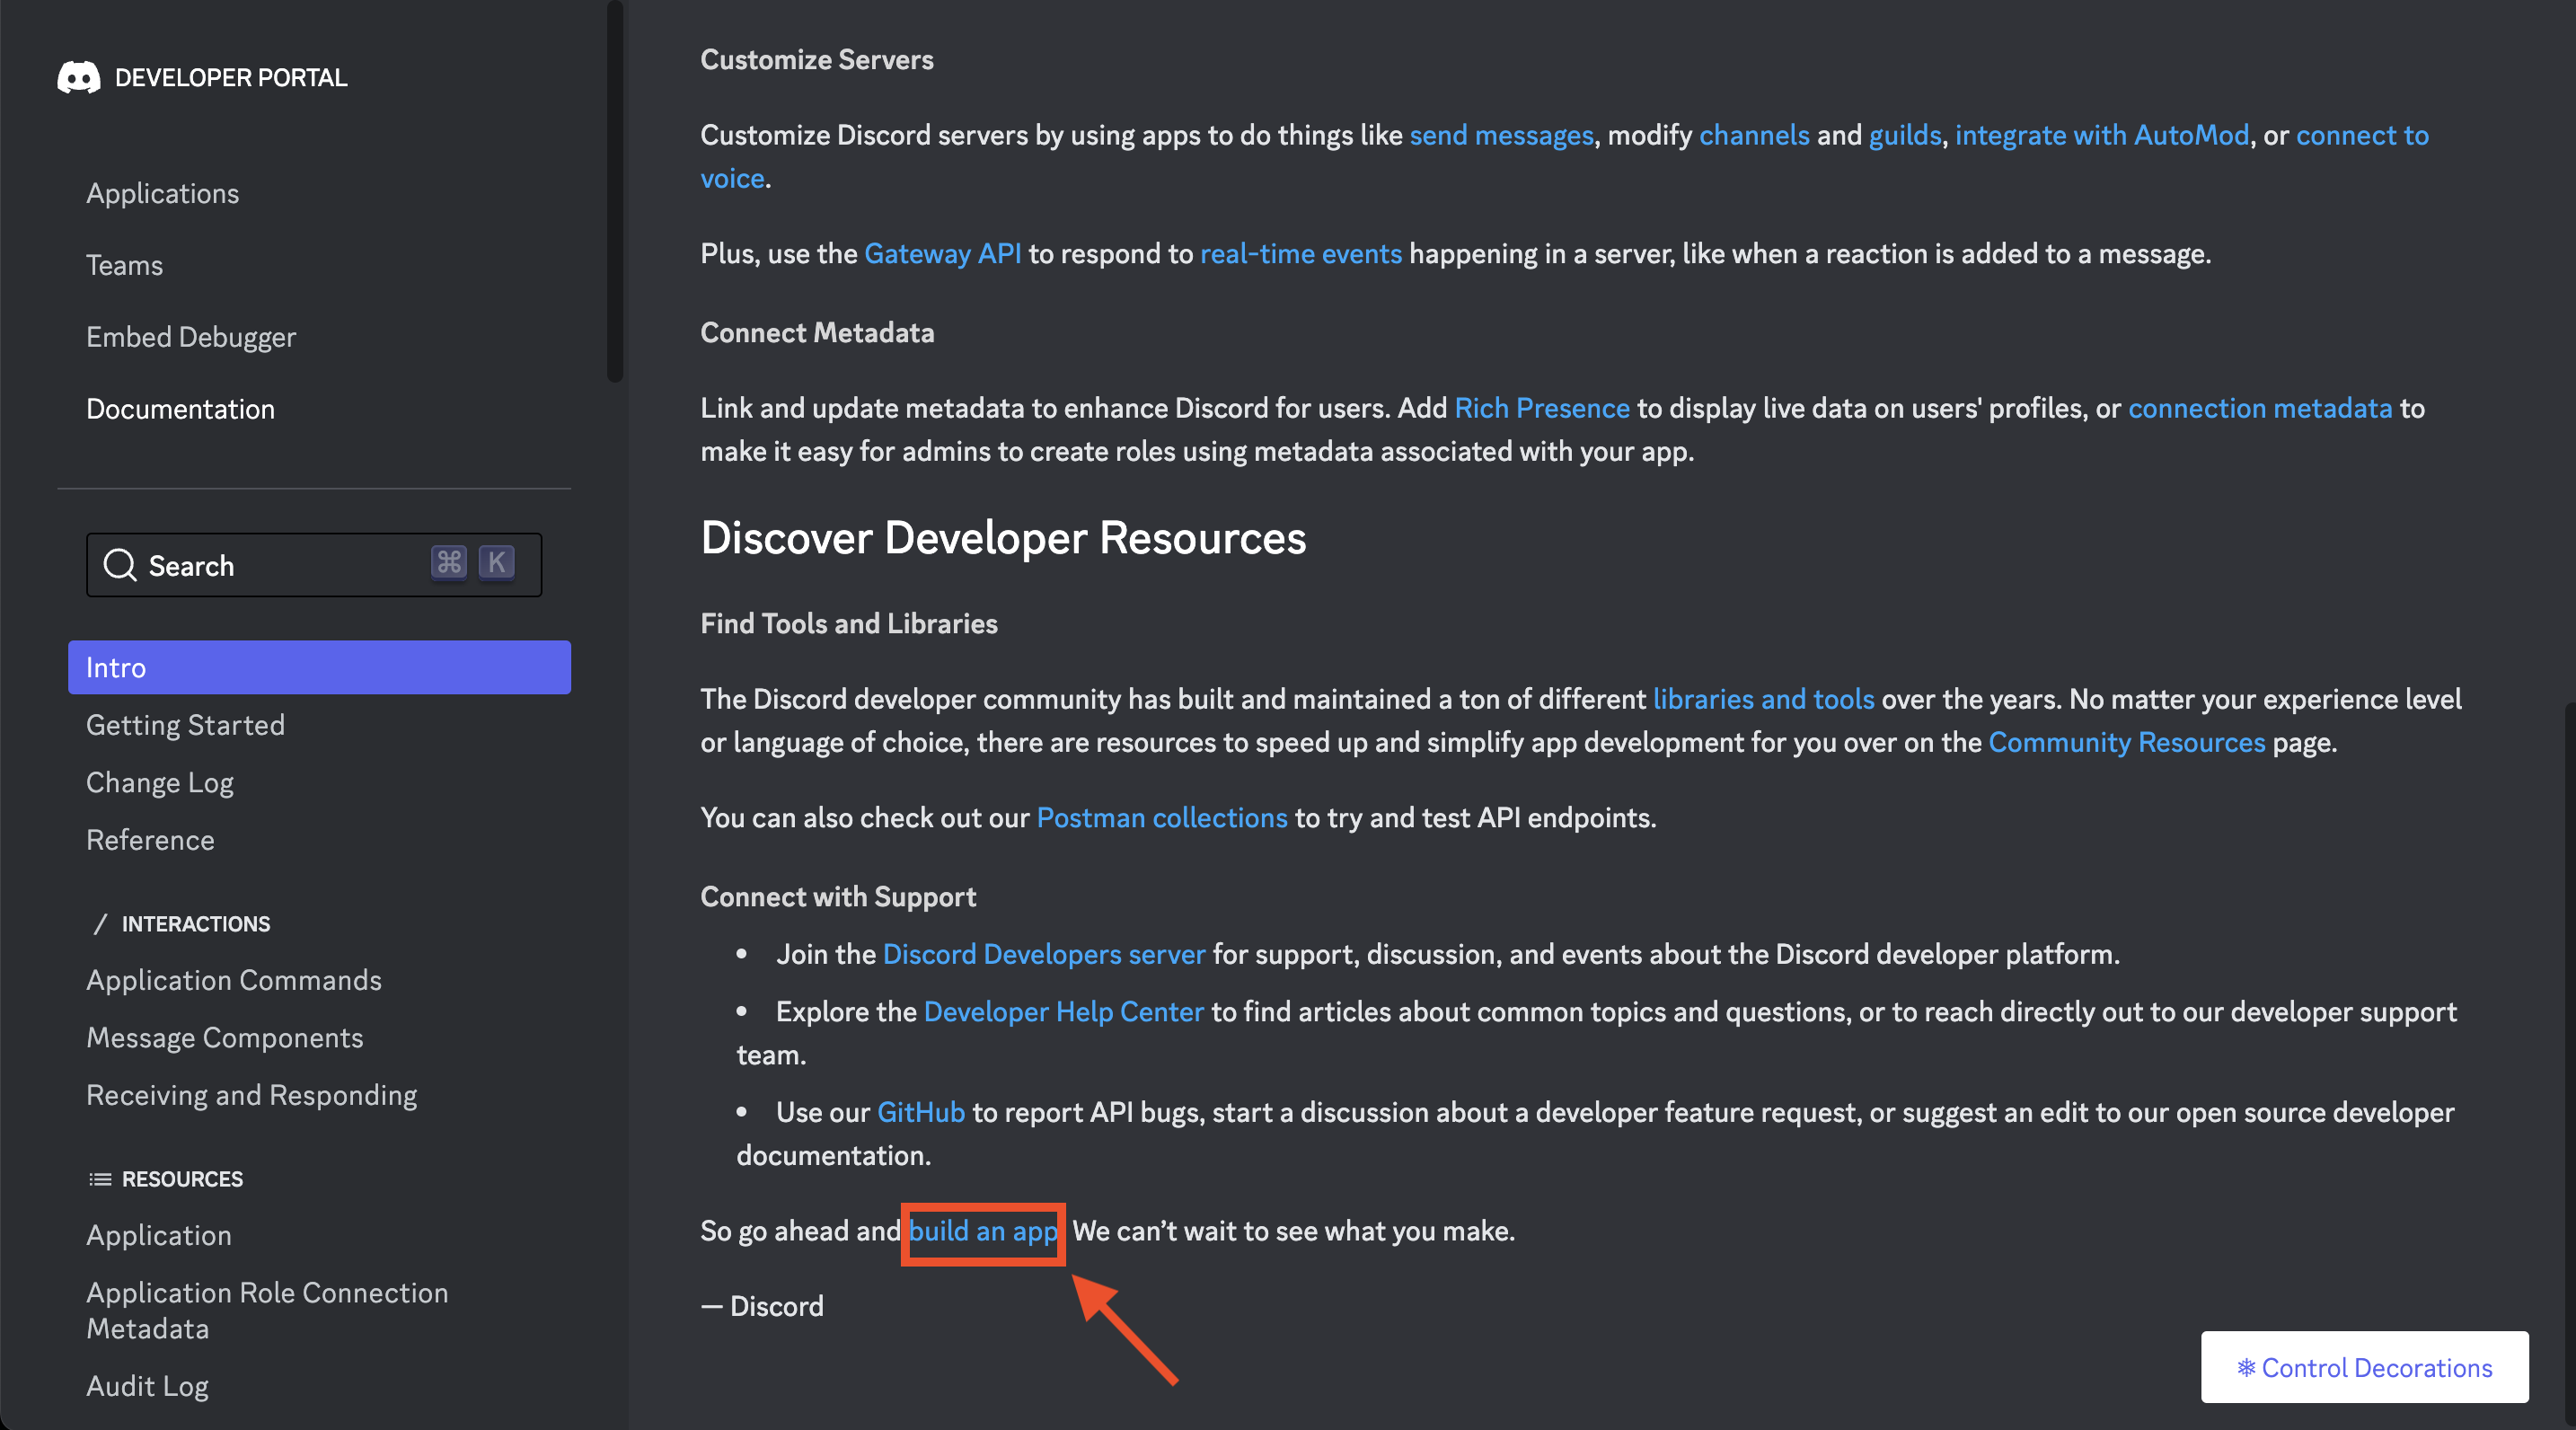 DEVELOPER PORTAL
Applications
Teams
Embed Debugger
Documentation
Search ⌘ K
Intro
Getting Started
Change Log
Reference
/ INTERACTIONS
Application Commands
Message Components
Receiving and Responding
RESOURCES
Application
Application Role Connection
Metadata
Audit Log
Customize Servers
Customize Discord servers by using apps to do things like send messages, modify channels and guilds, integrate with AutoMod, or connect to
voice.
Plus, use the Gateway API to respond to real-time events happening in a server, like when a reaction is added to a message.
Connect Metadata
Link and update metadata to enhance Discord for users. Add Rich Presence to display live data on users' profiles, or connection metadata to
make it easy for admins to create roles using metadata associated with your app.
Discover Developer Resources
Find Tools and Libraries
The Discord developer community has built and maintained a ton of different libraries and tools over the years. No matter your experience level
or language of choice, there are resources to speed up and simplify app development for you over on the Community Resources page.
You can also check out our Postman collections to try and test API endpoints.
Connect with Support
• Join the Discord Developers server for support, discussion, and events about the Discord developer platform.
• Explore the Developer Help Center to find articles about common topics and questions, or to reach directly out to our developer support
team.
• Use our GitHub to report API bugs, start a discussion about a developer feature request, or suggest an edit to our open source developer
documentation.
So go ahead and build an app We can’t wait to see what you make.
— Discord
❄ Control Decorations